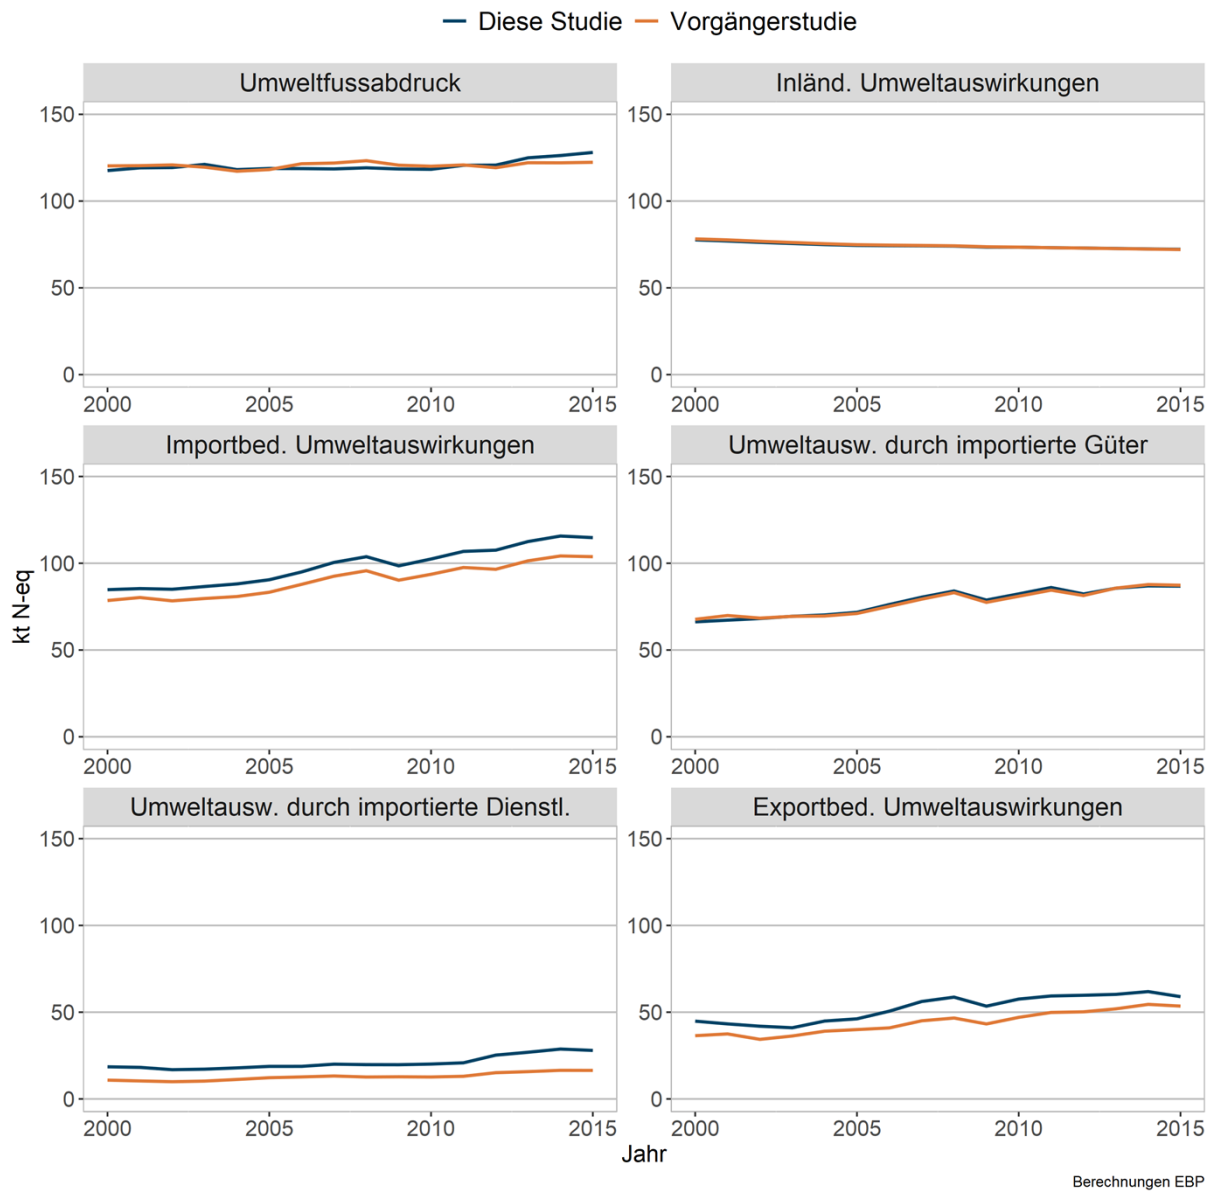 Diese Studie Vorgängerstudie
Umweltfussabdruck Inländ. Umweltauswirkungen
150 150
100 100
50 50
0 0
2000 2005 2010 2015 2000 2005 2010 2015
Importbed. Umweltauswirkungen Umweltausw. durch importierte Güter
150 150
100 100
kt N-eq
50 50
0 0
2000 2005 2010 2015 2000 2005 2010 2015
Umweltausw. durch importierte Dienstl. Exportbed. Umweltauswirkungen
150 150
100 100
50 50
0 0
2000 2005 2010 2015 2000 2005 2010 2015
Jahr
Berechnungen EBP